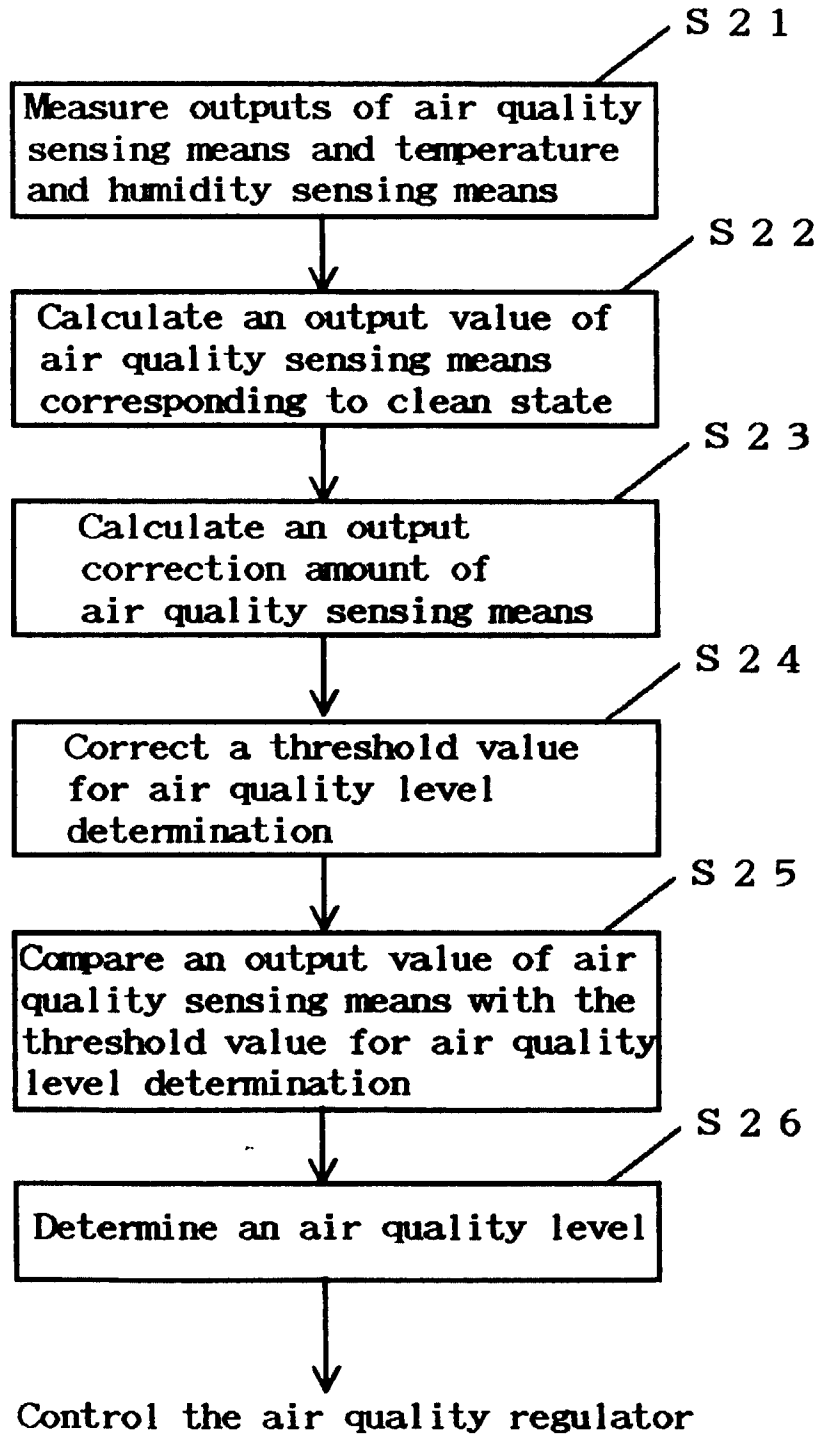 S 2 1
Measure outputs of air quality
sensing means and temperature
and humidity sensing means
S 2 2
Calculate an output value of
air quality sensing means
corresponding to clean state
S 2 3
Calculate an output
correction amount of
air quality sensing means
S 2 4
Correct a threshold value
for air quality level
determination
S 2 5
Compare an output value of air
quality sensing means with the
threshold value for air quality
level determination
S 2 6
Determine an air quality level
Control the air quality regulator